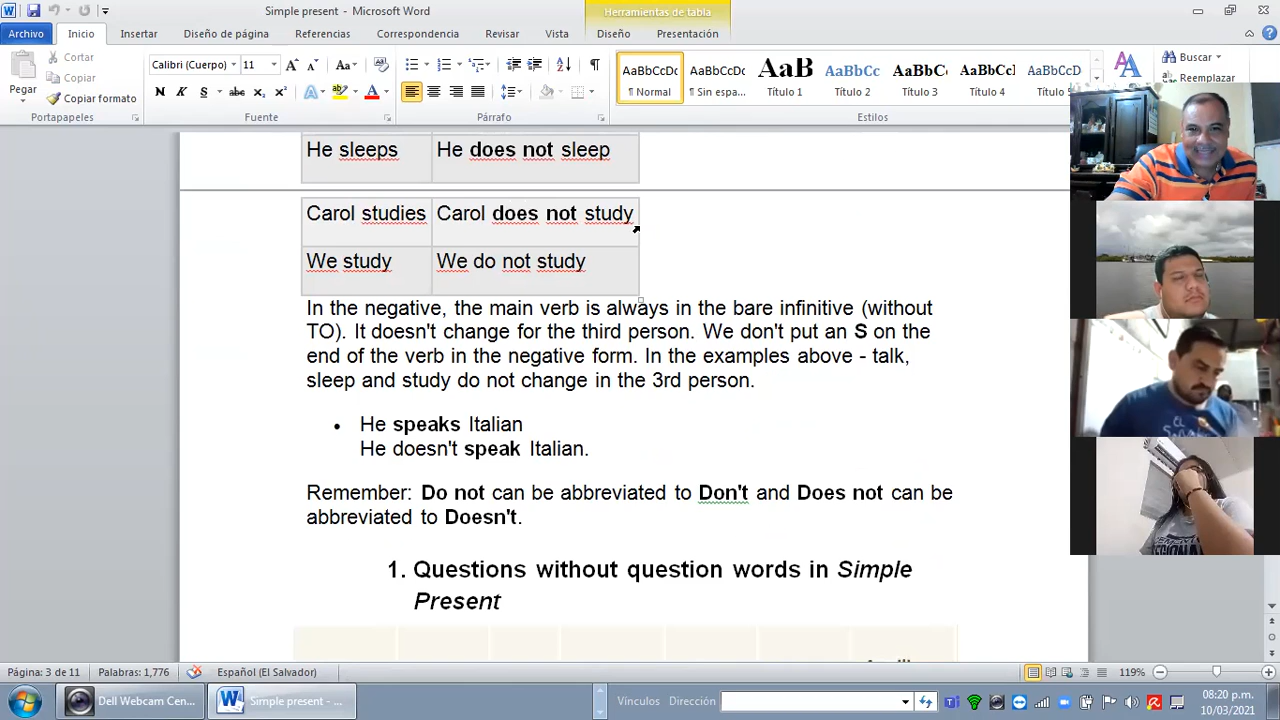 Simple present - Microsoft Word
Herramientas de tabla
Archivo Inicio Insertar Diseño de página Referencias Correspondencia Revisar Vista Diseño Presentación
Pegar
Cortar
Copiar
Copiar formato
Portapapeles
Calibri (Cuerpo) 11
N K S abc x₂ x²
Fuente
Párrafo
AaBbCcDc AaBbCcDc AaB AaBbCc AaBbC AaBbCc AaBbCcD
¶ Normal ¶ Sin espa... Título 1 Título 2 Título 3 Título 4
Estilos
Buscar
Reemplazar
He sleeps He does not sleep
Carol studies Carol does not study
We study We do not study
In the negative, the main verb is always in the bare infinitive (without
TO). It doesn't change for the third person. We don't put an S on the
end of the verb in the negative form. In the examples above - talk,
sleep and study do not change in the 3rd person.
• He speaks Italian
He doesn't speak Italian.
Remember: Do not can be abbreviated to Don't and Does not can be
abbreviated to Doesn't.
1. Questions without question words in Simple
Present
Página: 3 de 11 Palabras: 1,776 Español (El Salvador) 119%
Dell Webcam Cen... Simple present - ... Vínculos Dirección 08:20 p.m.
10/03/2021